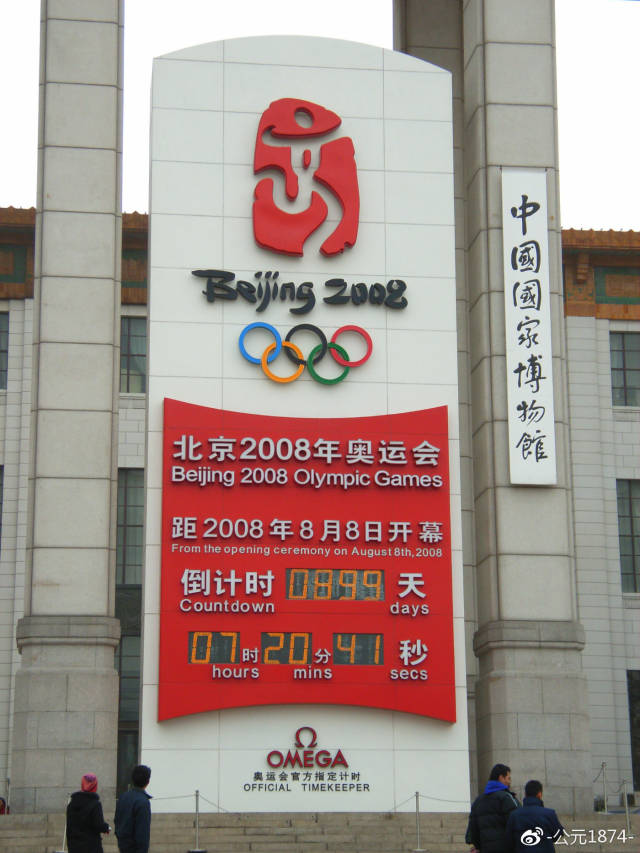 Beijing 2008
中國國家博物館
北京2008年奥运会
Beijing 2008 Olympic Games
距2008年8月8日开幕
From the opening ceremony on August 8th, 2008
倒计时 0899 天
Countdown days
07 时 20 分 41 秒
hours mins secs
OMEGA
奥运会官方指定计时
OFFICIAL TIMEKEEPER
-公元1874-